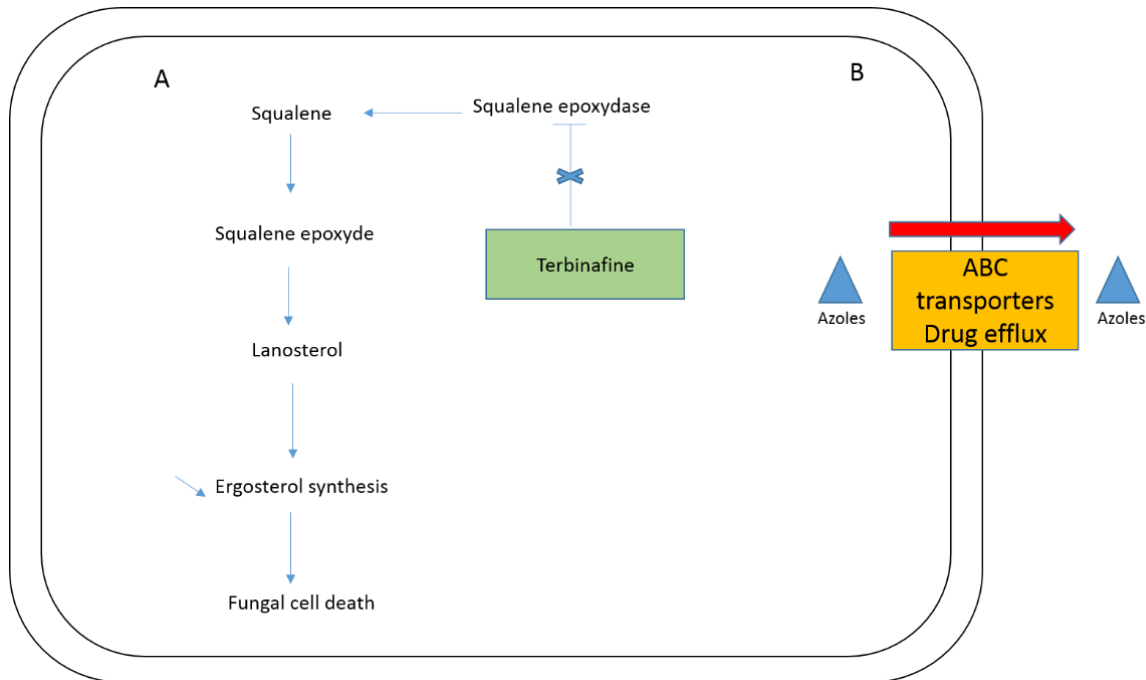 A
B
Squalene
Squalene epoxydase
Squalene epoxyde
Terbinafine
ABC
transporters
Drug efflux
Azoles
Azoles
Lanosterol
Ergosterol synthesis
Fungal cell death